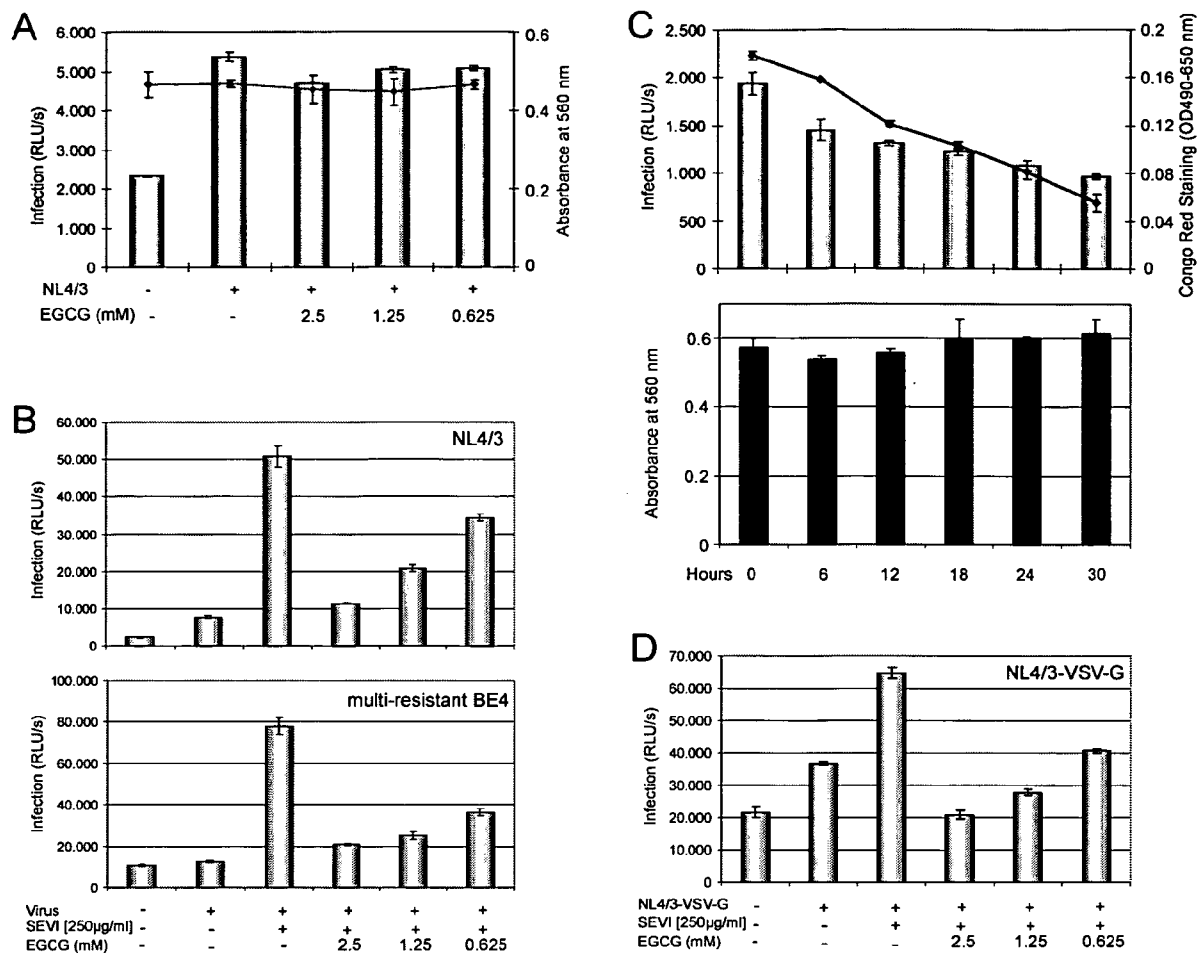 A
6.000
5.000
4.000
3.000
2.000
1.000
0
Infection (RLU/s)
0.6
0.4
0.2
0
Absorbance at 560 nm
NL4/3 - + + + +
EGCG (mM) - - 2.5 1.25 0.625
B
NL4/3
60.000
50.000
40.000
30.000
20.000
10.000
0
Infection (RLU/s)
multi-resistant BE4
100.000
80.000
60.000
40.000
20.000
0
Infection (RLU/s)
Virus - + + + + +
SEVI [250µg/ml] - - + + + +
EGCG (mM) - - - 2.5 1.25 0.625
C
2.500
2.000
1.500
1.000
500
0
Infection (RLU/s)
0.2
0.16
0.12
0.08
0.04
0
Congo Red Staining (OD490-650 nm)
0.6
0.4
0.2
0
Absorbance at 560 nm
Hours 0 6 12 18 24 30
D
NL4/3-VSV-G
70.000
60.000
50.000
40.000
30.000
20.000
10.000
0
Infection (RLU/s)
NL4/3-VSV-G - + + + + +
SEVI [250µg/ml] - - + + + +
EGCG (mM) - - - 2.5 1.25 0.625